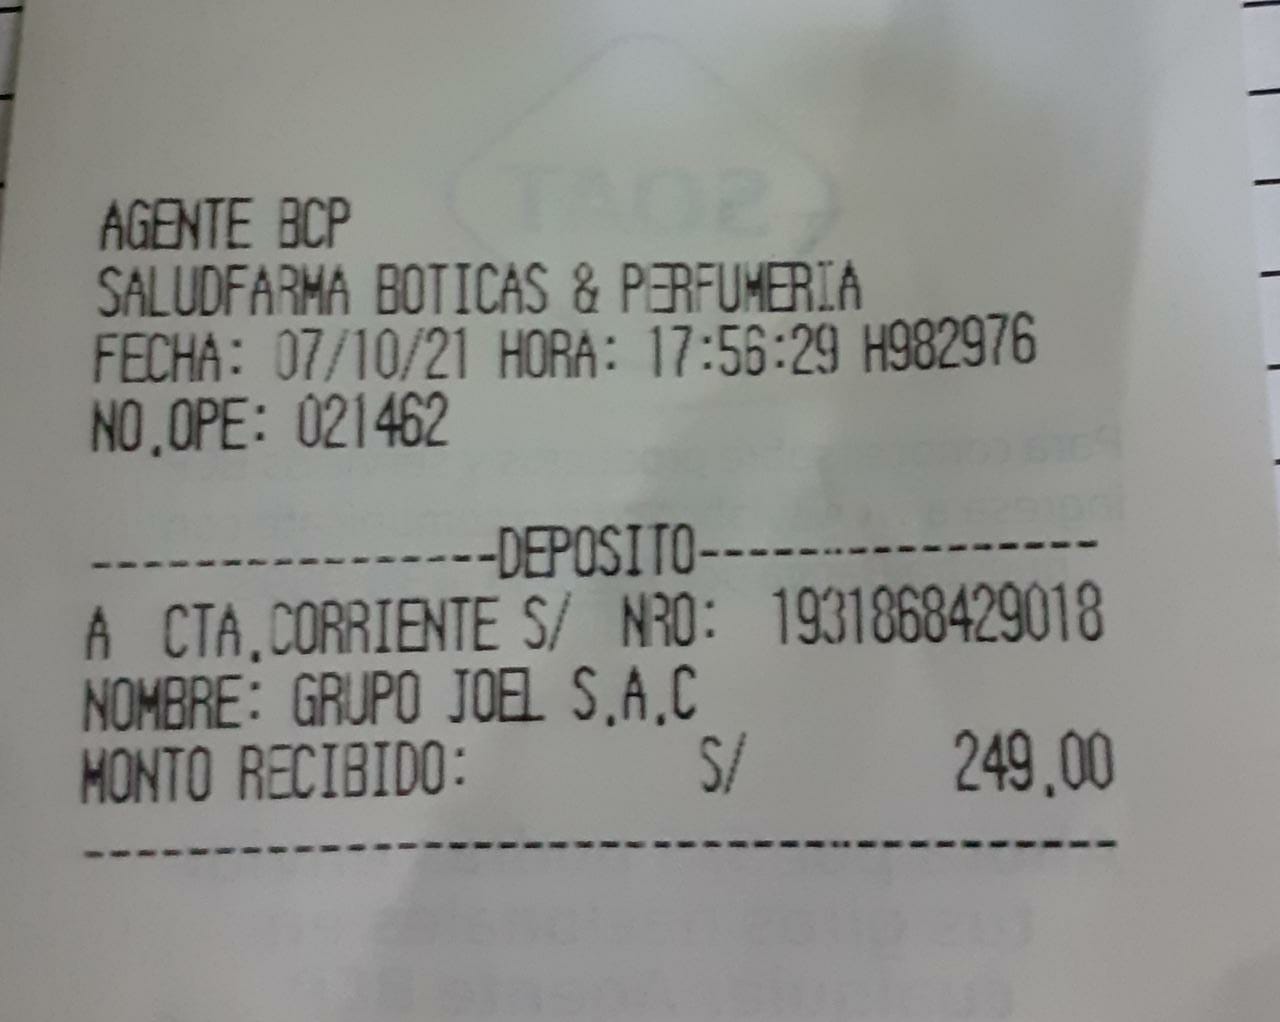 AGENTE BCP
SALUDFARMA BOTICAS & PERFUMERIA
FECHA: 07/10/21 HORA: 17:56:29 H982976
NO.OPE: 021462
----------------DEPOSITO----------------
A CTA.CORRIENTE S/ NRO: 1931868429018
NOMBRE: GRUPO JOEL S.A.C
MONTO RECIBIDO: S/ 249.00
----------------------------------------